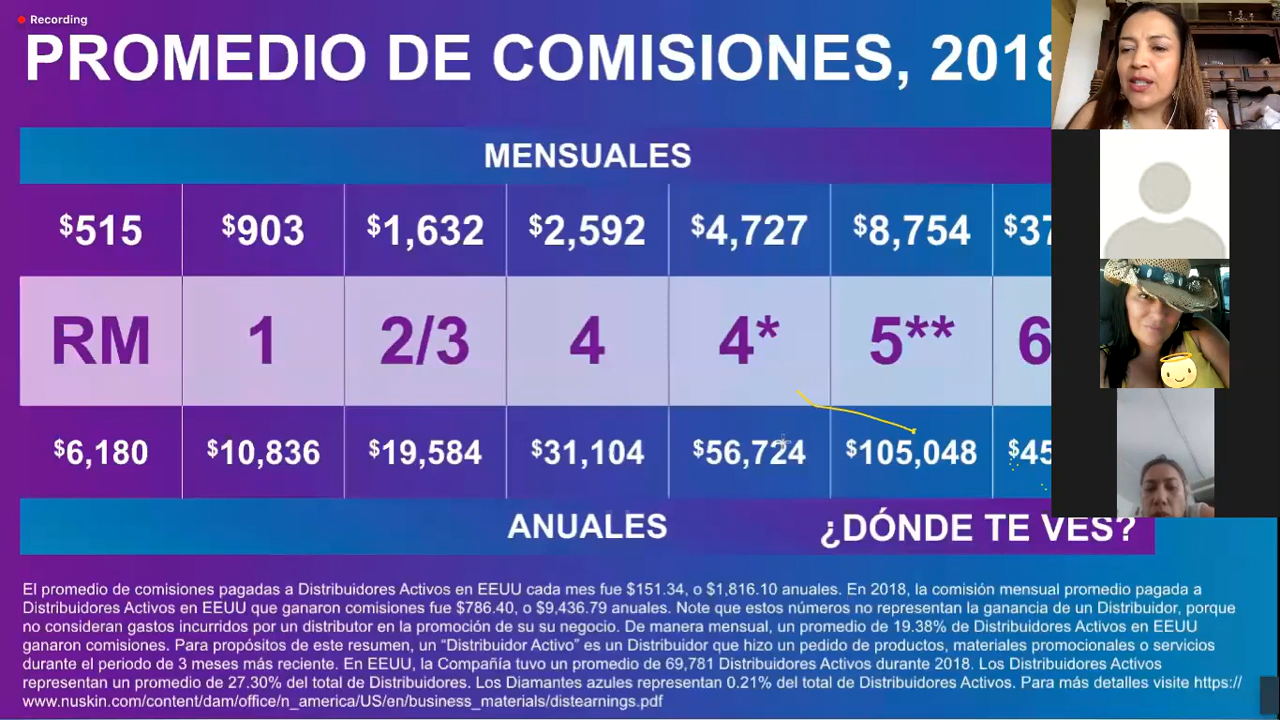 Recording
PROMEDIO DE COMISIONES, 2018
MENSUALES
$515 $903 $1,632 $2,592 $4,727 $8,754 $37
RM 1 2/3 4 4* 5** 6
$6,180 $10,836 $19,584 $31,104 $56,724 $105,048 $45
ANUALES ¿DÓNDE TE VES?
El promedio de comisiones pagadas a Distribuidores Activos en EEUU cada mes fue $151.34, o $1,816.10 anuales. En 2018, la comisión mensual promedio pagada a
Distribuidores Activos en EEUU que ganaron comisiones fue $786.40, o $9,436.79 anuales. Note que estos números no representan la ganancia de un Distribuidor, porque
no consideran gastos incurridos por un distributor en la promoción de su su negocio. De manera mensual, un promedio de 19.38% de Distribuidores Activos en EEUU
ganaron comisiones. Para propósitos de este resumen, un “Distribuidor Activo” es un Distribuidor que hizo un pedido de productos, materiales promocionales o servicios
durante el periodo de 3 meses más reciente. En EEUU, la Compañía tuvo un promedio de 69,781 Distribuidores Activos durante 2018. Los Distribuidores Activos
representan un promedio de 27.30% del total de Distribuidores. Los Diamantes azules representan 0.21% del total de Distribuidores Activos. Para más detalles visite https://
www.nuskin.com/content/dam/office/n_america/US/en/business_materials/distearnings.pdf